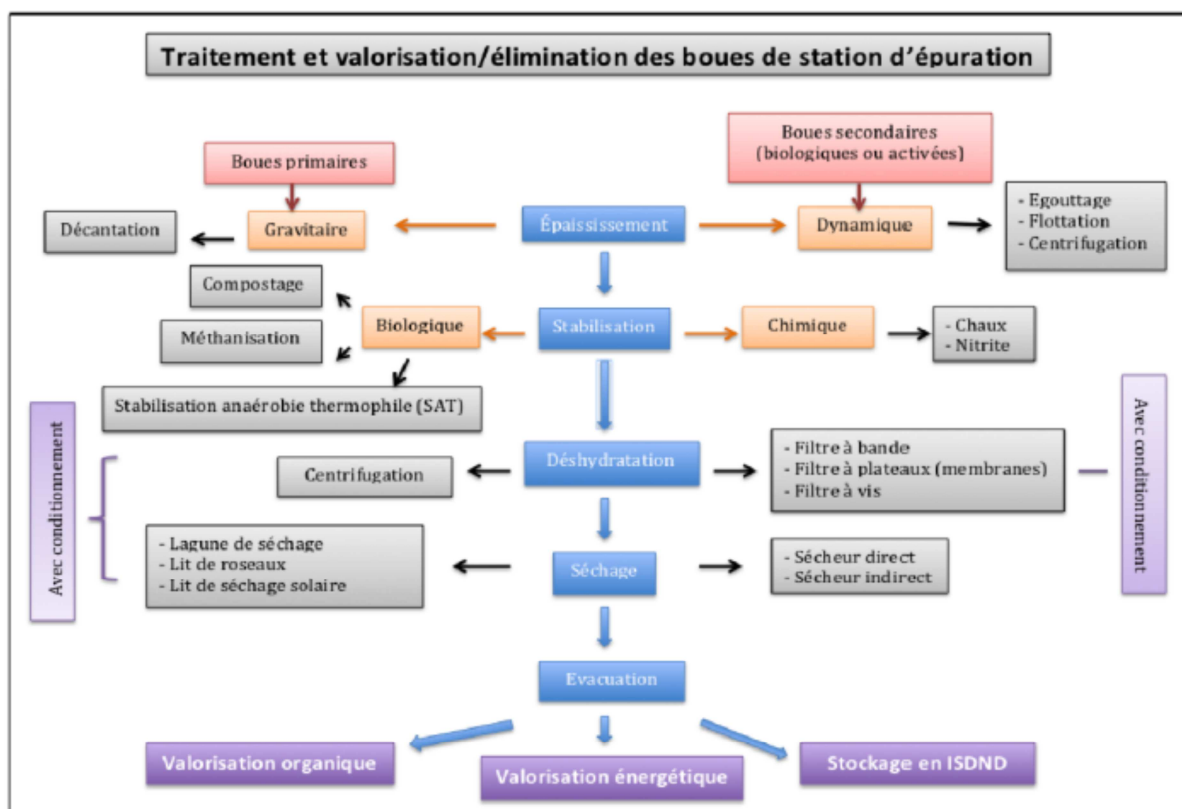 Traitement et valorisation/élimination des boues de station d'épuration
Boues primaires
Boues secondaires
(biologiques ou activées)
Décantation
Gravitaire
Épaississement
Dynamique
- Egouttage
- Flottation
- Centrifugation
Compostage
Méthanisation
Biologique
Stabilisation
Chimique
- Chaux
- Nitrite
Stabilisation anaérobie thermophile (SAT)
Avec conditionnement
Centrifugation
Déshydratation
- Filtre à bande
- Filtre à plateaux (membranes)
- Filtre à vis
Avec conditionnement
- Lagune de séchage
- Lit de roseaux
- Lit de séchage solaire
Séchage
- Sécheur direct
- Sécheur indirect
Evacuation
Valorisation organique
Valorisation énergétique
Stockage en ISDND